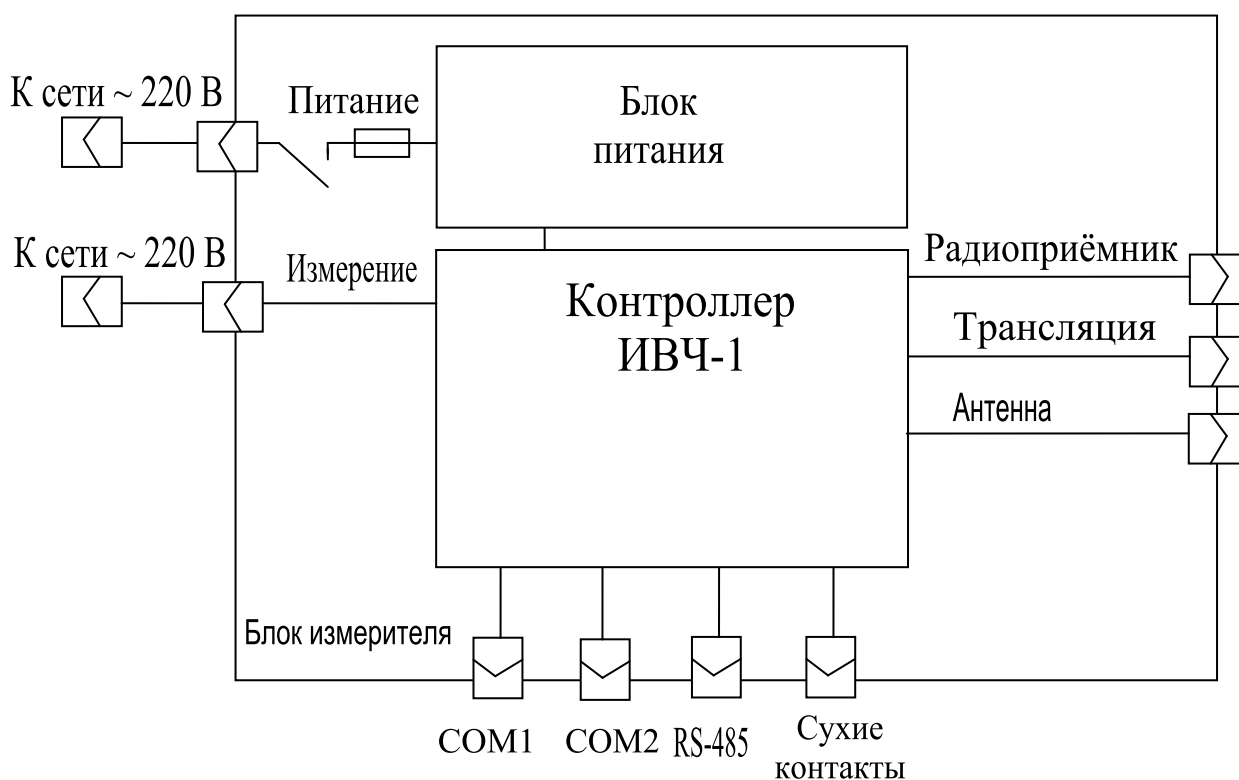 К сети ~ 220 В
Питание
Блок
питания
К сети ~ 220 В
Измерение
Контроллер
ИВЧ-1
Радиоприёмник
Трансляция
Антенна
Блок измерителя
COM1
COM2
RS-485
Сухие
контакты